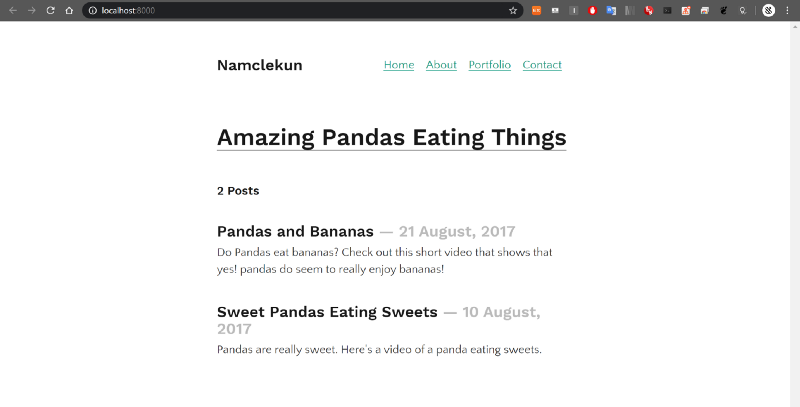 localhost:8000
Namclekun
Home About Portfolio Contact
Amazing Pandas Eating Things
2 Posts
Pandas and Bananas — 21 August, 2017
Do Pandas eat bananas? Check out this short video that shows that
yes! pandas do seem to really enjoy bananas!
Sweet Pandas Eating Sweets — 10 August,
2017
Pandas are really sweet. Here's a video of a panda eating sweets.